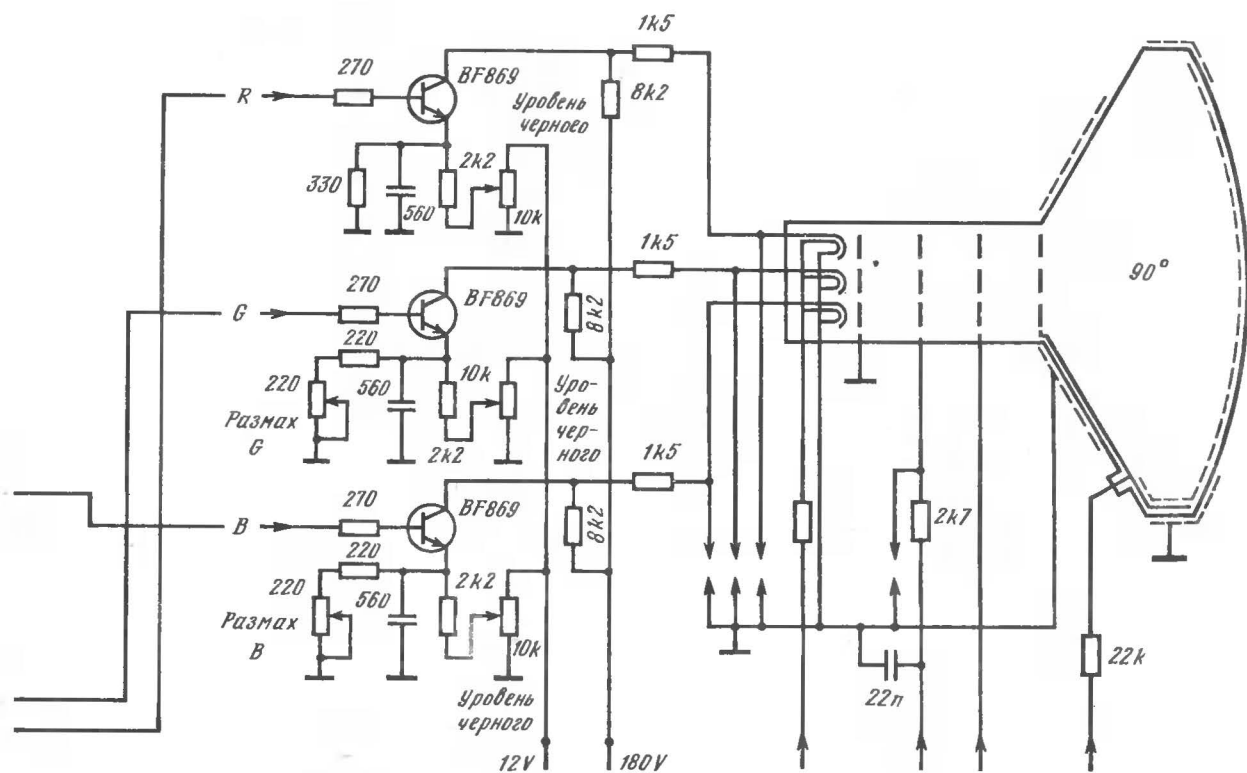 1k5
270
BF869
R
Уровень
черного
8k2
2k2
330
560
10k
1k5
270
BF869
G
8k2
220
10k
220
560
Размах
G
2k2
Уро-
вень
чер-
ного
90°
1k5
270
BF869
B
8k2
220
2k2
220
560
Размах
B
10k
2k7
Уровень
черного
22п
22k
12V
180V